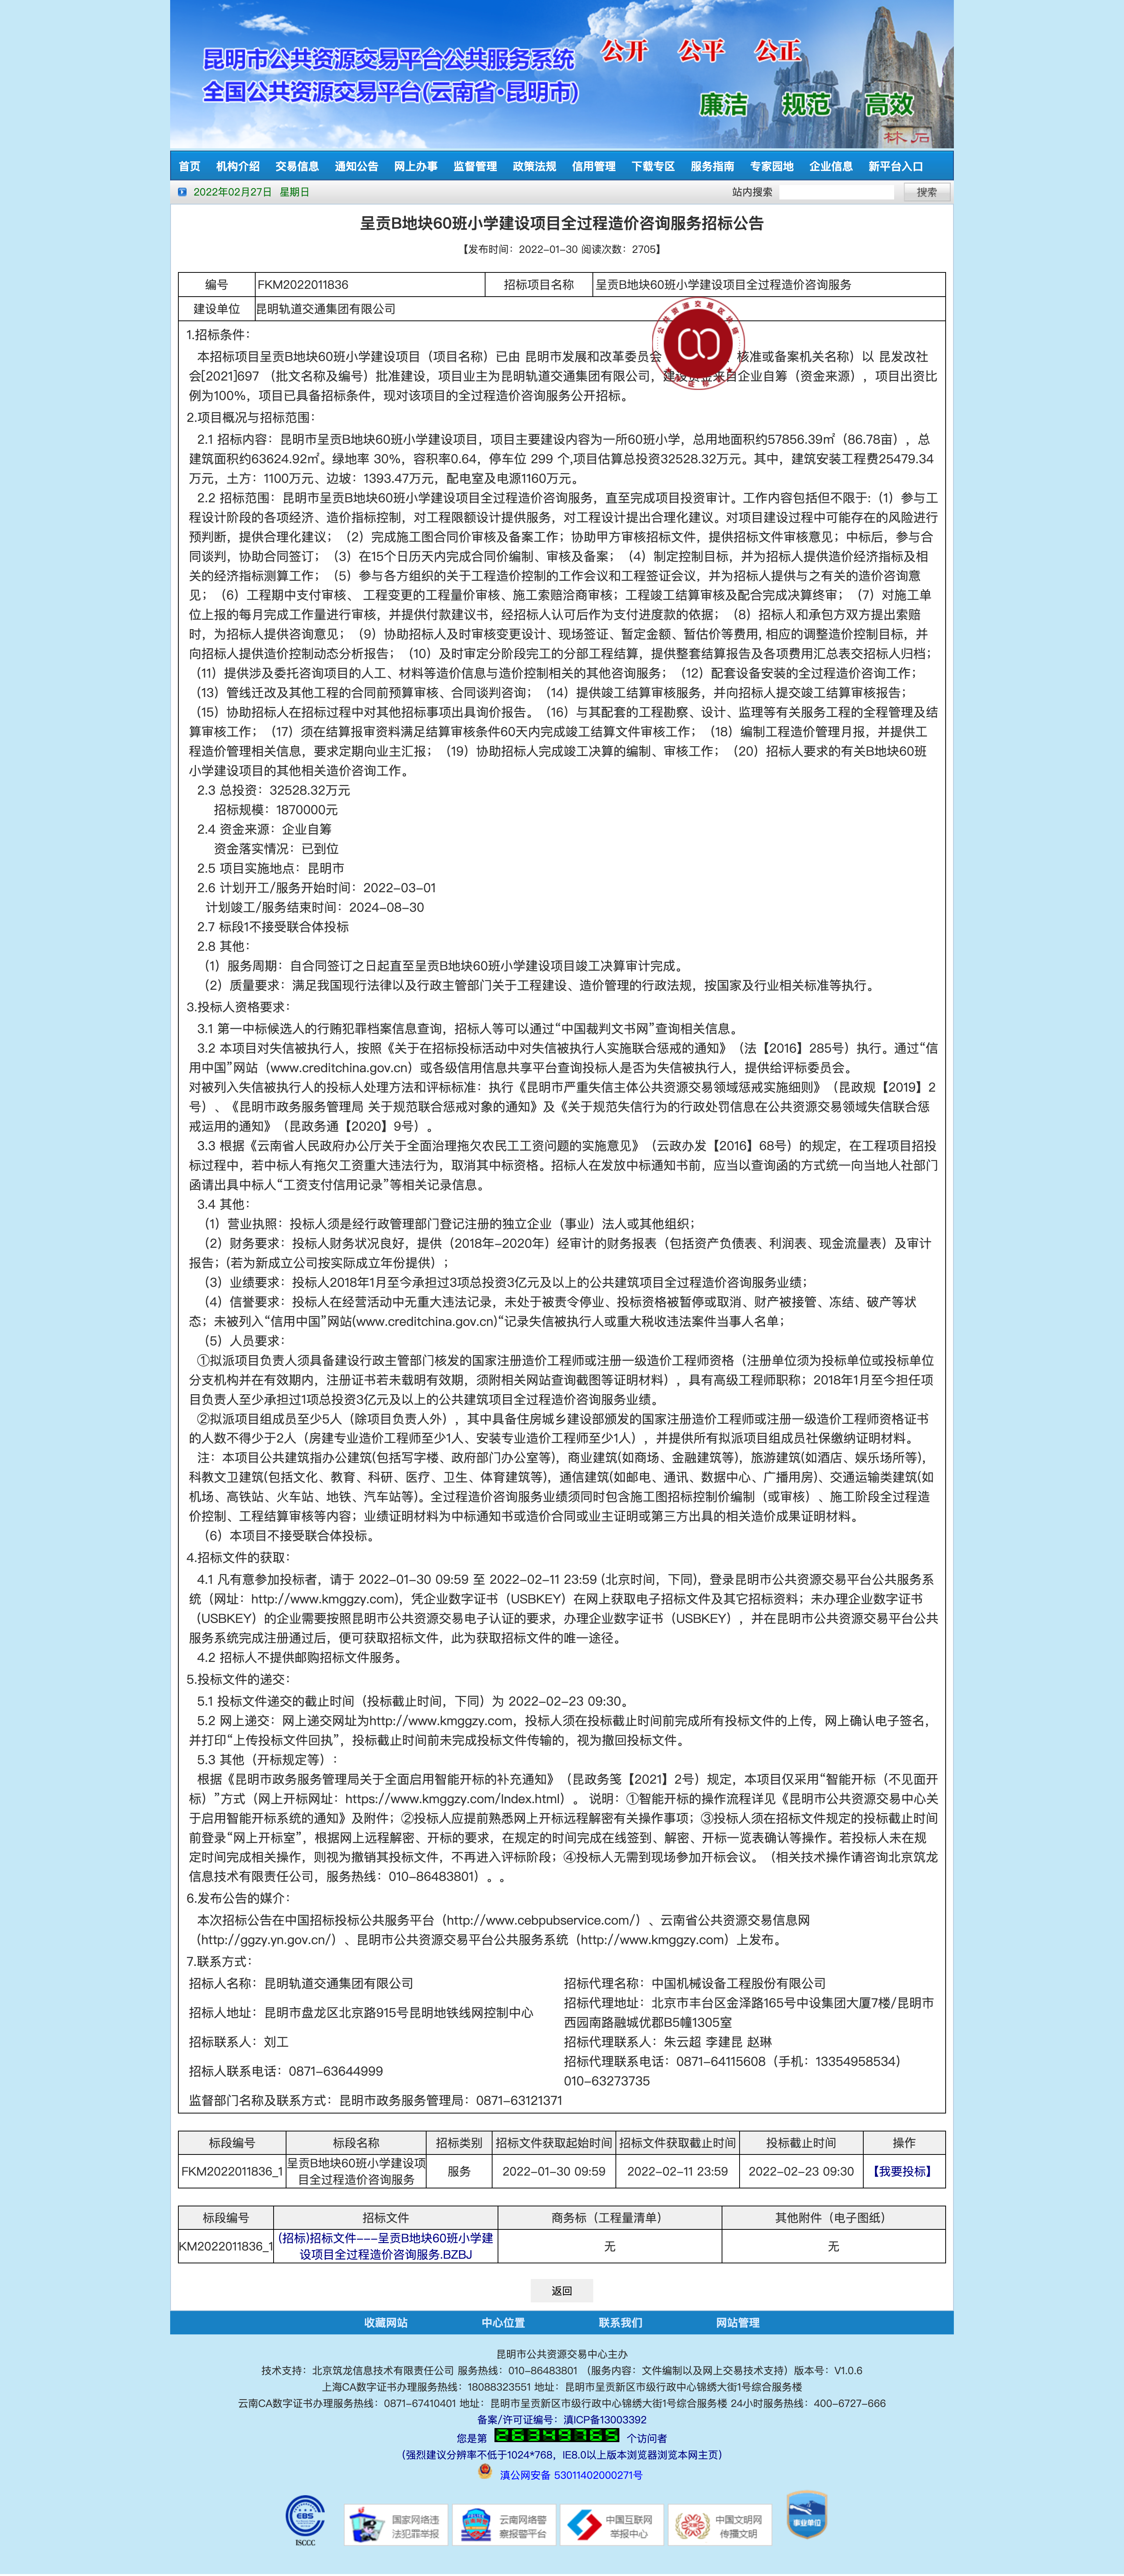 昆明市公共资源交易平台公共服务系统
全国公共资源交易平台(云南省·昆明市)
公开 公平 公正
廉洁 规范 高效
首页 机构介绍 交易信息 通知公告 网上办事 监督管理 政策法规 信用管理 下载专区 服务指南 专家园地 企业信息 新平台入口
2022年02月27日 星期日 站内搜索 搜索
呈贡B地块60班小学建设项目全过程造价咨询服务招标公告
【发布时间：2022-01-30 阅读次数：2705】
编号 FKM2022011836 招标项目名称 呈贡B地块60班小学建设项目全过程造价咨询服务
建设单位 昆明轨道交通集团有限公司
1.招标条件：
本招标项目呈贡B地块60班小学建设项目（项目名称）已由 昆明市发展和改革委员会 核准或备案机关名称）以 昆发改社
会[2021]697 （批文名称及编号）批准建设，项目业主为昆明轨道交通集团有限公司，建设资金来自企业自筹（资金来源），项目出资比
例为100%，项目已具备招标条件，现对该项目的全过程造价咨询服务公开招标。
2.项目概况与招标范围：
2.1 招标内容：昆明市呈贡B地块60班小学建设项目，项目主要建设内容为一所60班小学，总用地面积约57856.39㎡（86.78亩），总
建筑面积约63624.92㎡。绿地率 30%，容积率0.64，停车位 299 个,项目估算总投资32528.32万元。其中，建筑安装工程费25479.34
万元，土方：1100万元、边坡：1393.47万元，配电室及电源1160万元。
2.2 招标范围：昆明市呈贡B地块60班小学建设项目全过程造价咨询服务，直至完成项目投资审计。工作内容包括但不限于:（1）参与工
程设计阶段的各项经济、造价指标控制，对工程限额设计提供服务，对工程设计提出合理化建议。对项目建设过程中可能存在的风险进行
预判断，提供合理化建议；（2）完成施工图合同价审核及备案工作；协助甲方审核招标文件，提供招标文件审核意见；中标后，参与合
同谈判，协助合同签订；（3）在15个日历天内完成合同价编制、审核及备案；（4）制定控制目标，并为招标人提供造价经济指标及相
关的经济指标测算工作；（5）参与各方组织的关于工程造价控制的工作会议和工程签证会议，并为招标人提供与之有关的造价咨询意
见；（6）工程期中支付审核、 工程变更的工程量价审核、施工索赔洽商审核；工程竣工结算审核及配合完成决算终审；（7）对施工单
位上报的每月完成工作量进行审核，并提供付款建议书，经招标人认可后作为支付进度款的依据；（8）招标人和承包方双方提出索赔
时，为招标人提供咨询意见；（9）协助招标人及时审核变更设计、现场签证、暂定金额、暂估价等费用, 相应的调整造价控制目标，并
向招标人提供造价控制动态分析报告；（10）及时审定分阶段完工的分部工程结算，提供整套结算报告及各项费用汇总表交招标人归档；
（11）提供涉及委托咨询项目的人工、材料等造价信息与造价控制相关的其他咨询服务；（12）配套设备安装的全过程造价咨询工作；
（13）管线迁改及其他工程的合同前预算审核、合同谈判咨询；（14）提供竣工结算审核服务，并向招标人提交竣工结算审核报告；
（15）协助招标人在招标过程中对其他招标事项出具询价报告。（16）与其配套的工程勘察、设计、监理等有关服务工程的全程管理及结
算审核工作；（17）须在结算报审资料满足结算审核条件60天内完成竣工结算文件审核工作；（18）编制工程造价管理月报，并提供工
程造价管理相关信息，要求定期向业主汇报；（19）协助招标人完成竣工决算的编制、审核工作；（20）招标人要求的有关B地块60班
小学建设项目的其他相关造价咨询工作。
2.3 总投资：32528.32万元
招标规模：1870000元
2.4 资金来源：企业自筹
资金落实情况：已到位
2.5 项目实施地点：昆明市
2.6 计划开工/服务开始时间：2022-03-01
计划竣工/服务结束时间：2024-08-30
2.7 标段1不接受联合体投标
2.8 其他：
（1）服务周期：自合同签订之日起直至呈贡B地块60班小学建设项目竣工决算审计完成。
（2）质量要求：满足我国现行法律以及行政主管部门关于工程建设、造价管理的行政法规，按国家及行业相关标准等执行。
3.投标人资格要求：
3.1 第一中标候选人的行贿犯罪档案信息查询，招标人等可以通过“中国裁判文书网”查询相关信息。
3.2 本项目对失信被执行人，按照《关于在招标投标活动中对失信被执行人实施联合惩戒的通知》（法【2016】285号）执行。通过“信
用中国”网站（www.creditchina.gov.cn）或各级信用信息共享平台查询投标人是否为失信被执行人，提供给评标委员会。
对被列入失信被执行人的投标人处理方法和评标标准：执行《昆明市严重失信主体公共资源交易领域惩戒实施细则》（昆政规【2019】2
号）、《昆明市政务服务管理局 关于规范联合惩戒对象的通知》及《关于规范失信行为的行政处罚信息在公共资源交易领域失信联合惩
戒运用的通知》（昆政务通【2020】9号）。
3.3 根据《云南省人民政府办公厅关于全面治理拖欠农民工工资问题的实施意见》（云政办发【2016】68号）的规定，在工程项目招投
标过程中，若中标人有拖欠工资重大违法行为，取消其中标资格。招标人在发放中标通知书前，应当以查询函的方式统一向当地人社部门
函请出具中标人“工资支付信用记录”等相关记录信息。
3.4 其他：
（1）营业执照：投标人须是经行政管理部门登记注册的独立企业（事业）法人或其他组织；
（2）财务要求：投标人财务状况良好，提供（2018年-2020年）经审计的财务报表（包括资产负债表、利润表、现金流量表）及审计
报告；(若为新成立公司按实际成立年份提供）；
（3）业绩要求：投标人2018年1月至今承担过3项总投资3亿元及以上的公共建筑项目全过程造价咨询服务业绩；
（4）信誉要求：投标人在经营活动中无重大违法记录，未处于被责令停业、投标资格被暂停或取消、财产被接管、冻结、破产等状
态；未被列入“信用中国”网站(www.creditchina.gov.cn)“记录失信被执行人或重大税收违法案件当事人名单；
（5）人员要求：
①拟派项目负责人须具备建设行政主管部门核发的国家注册造价工程师或注册一级造价工程师资格（注册单位须为投标单位或投标单位
分支机构并在有效期内，注册证书若未载明有效期，须附相关网站查询截图等证明材料），具有高级工程师职称；2018年1月至今担任项
目负责人至少承担过1项总投资3亿元及以上的公共建筑项目全过程造价咨询服务业绩。
②拟派项目组成员至少5人（除项目负责人外），其中具备住房城乡建设部颁发的国家注册造价工程师或注册一级造价工程师资格证书
的人数不得少于2人（房建专业造价工程师至少1人、安装专业造价工程师至少1人），并提供所有拟派项目组成员社保缴纳证明材料。
注：本项目公共建筑指办公建筑(包括写字楼、政府部门办公室等)，商业建筑(如商场、金融建筑等)，旅游建筑(如酒店、娱乐场所等)，
科教文卫建筑(包括文化、教育、科研、医疗、卫生、体育建筑等)，通信建筑(如邮电、通讯、数据中心、广播用房)、交通运输类建筑(如
机场、高铁站、火车站、地铁、汽车站等)。全过程造价咨询服务业绩须同时包含施工图招标控制价编制（或审核）、施工阶段全过程造
价控制、工程结算审核等内容；业绩证明材料为中标通知书或造价合同或业主证明或第三方出具的相关造价成果证明材料。
（6）本项目不接受联合体投标。
4.招标文件的获取：
4.1 凡有意参加投标者，请于 2022-01-30 09:59 至 2022-02-11 23:59 (北京时间，下同)，登录昆明市公共资源交易平台公共服务系
统（网址：http://www.kmggzy.com)，凭企业数字证书（USBKEY）在网上获取电子招标文件及其它招标资料；未办理企业数字证书
（USBKEY）的企业需要按照昆明市公共资源交易电子认证的要求，办理企业数字证书（USBKEY），并在昆明市公共资源交易平台公共
服务系统完成注册通过后，便可获取招标文件，此为获取招标文件的唯一途径。
4.2 招标人不提供邮购招标文件服务。
5.投标文件的递交：
5.1 投标文件递交的截止时间（投标截止时间，下同）为 2022-02-23 09:30。
5.2 网上递交：网上递交网址为http://www.kmggzy.com，投标人须在投标截止时间前完成所有投标文件的上传，网上确认电子签名，
并打印“上传投标文件回执”，投标截止时间前未完成投标文件传输的，视为撤回投标文件。
5.3 其他（开标规定等）：
根据《昆明市政务服务管理局关于全面启用智能开标的补充通知》（昆政务笺【2021】2号）规定，本项目仅采用“智能开标（不见面开
标）”方式（网上开标网址：https://www.kmggzy.com/Index.html）。 说明：①智能开标的操作流程详见《昆明市公共资源交易中心关
于启用智能开标系统的通知》及附件；②投标人应提前熟悉网上开标远程解密有关操作事项；③投标人须在招标文件规定的投标截止时间
前登录“网上开标室”，根据网上远程解密、开标的要求，在规定的时间完成在线签到、解密、开标一览表确认等操作。若投标人未在规
定时间完成相关操作，则视为撤销其投标文件，不再进入评标阶段；④投标人无需到现场参加开标会议。（相关技术操作请咨询北京筑龙
信息技术有限责任公司，服务热线：010-86483801）。。
6.发布公告的媒介：
本次招标公告在中国招标投标公共服务平台（http://www.cebpubservice.com/）、云南省公共资源交易信息网
（http://ggzy.yn.gov.cn/）、昆明市公共资源交易平台公共服务系统（http://www.kmggzy.com）上发布。
7.联系方式：
招标人名称：昆明轨道交通集团有限公司 招标代理名称：中国机械设备工程股份有限公司
招标人地址：昆明市盘龙区北京路915号昆明地铁线网控制中心 招标代理地址：北京市丰台区金泽路165号中设集团大厦7楼/昆明市
西园南路融城优郡B5幢1305室
招标联系人：刘工 招标代理联系人：朱云超 李建昆 赵琳
招标人联系电话：0871-63644999 招标代理联系电话：0871-64115608（手机：13354958534）
010-63273735
监督部门名称及联系方式：昆明市政务服务管理局：0871-63121371
标段编号 标段名称 招标类别 招标文件获取起始时间 招标文件获取截止时间 投标截止时间 操作
FKM2022011836_1 呈贡B地块60班小学建设项目全过程造价咨询服务 服务 2022-01-30 09:59 2022-02-11 23:59 2022-02-23 09:30 【我要投标】
标段编号 招标文件 商务标（工程量清单） 其他附件（电子图纸）
KM2022011836_1 (招标)招标文件---呈贡B地块60班小学建设项目全过程造价咨询服务.BZBJ 无 无
返回
收藏网站 中心位置 联系我们 网站管理
昆明市公共资源交易中心主办
技术支持：北京筑龙信息技术有限责任公司 服务热线：010-86483801 （服务内容：文件编制以及网上交易技术支持）版本号：V1.0.6
上海CA数字证书办理服务热线：18088323551 地址：昆明市呈贡新区市级行政中心锦绣大街1号综合服务楼
云南CA数字证书办理服务热线：0871-67410401 地址：昆明市呈贡新区市级行政中心锦绣大街1号综合服务楼 24小时服务热线：400-6727-666
备案/许可证编号：滇ICP备13003392
您是第 26349765 个访问者
（强烈建议分辨率不低于1024*768，IE8.0以上版本浏览器浏览本网主页）
滇公网安备 53011402000271号
EBS
ISCCC
国家网络违
法犯罪举报
云南网络警
察报警平台
中国互联网
举报中心
中国文明网
传播文明
事业单位